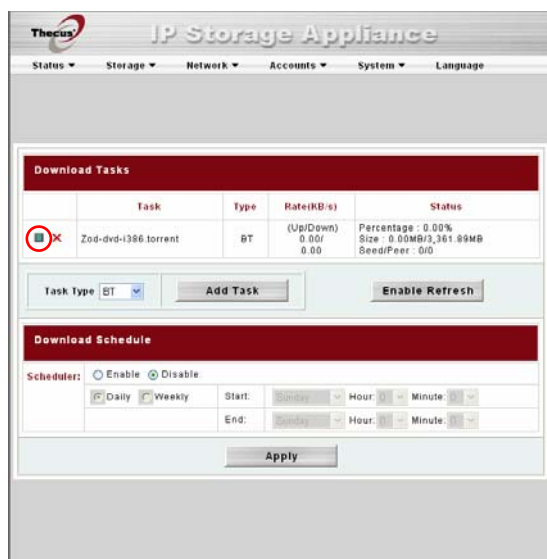 Thecus
IP Storage Appliance
Status Storage Network Accounts System Language
Download Tasks
Task Type Rate(KB/s) Status
Zod-dvd-i386.torrent BT (Up/Down) 0.00/ 0.00 Percentage : 0.00%
Size : 0.00MB/3,361.89MB
Seed/Peer : 0/0
Task Type BT Add Task Enable Refresh
Download Schedule
Scheduler: Enable Disable
Daily Weekly Start: Sunday Hour: 0 Minute: 0
End: Sunday Hour: 0 Minute: 0
Apply